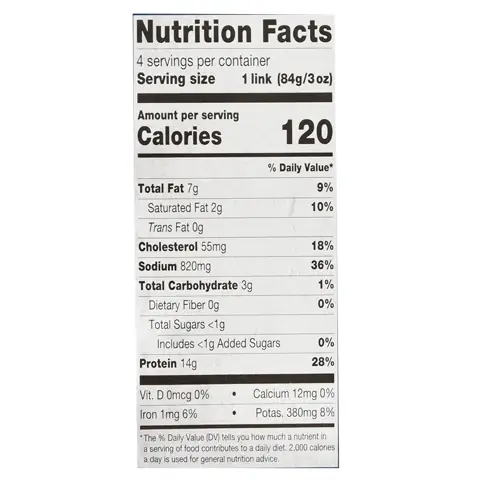 Nutrition Facts
4 servings per container
Serving size 1 link (84g/3oz)
Amount per serving
Calories 120
% Daily Value*
Total Fat 7g 9%
Saturated Fat 2g 10%
Trans Fat 0g
Cholesterol 55mg 18%
Sodium 820mg 36%
Total Carbohydrate 3g 1%
Dietary Fiber 0g 0%
Total Sugars <1g
Includes <1g Added Sugars 0%
Protein 14g 28%
Vit. D 0mcg 0% • Calcium 12mg 0%
Iron 1mg 6% • Potas. 380mg 8%
*The % Daily Value (DV) tells you how much a nutrient in
a serving of food contributes to a daily diet. 2,000 calories
a day is used for general nutrition advice.